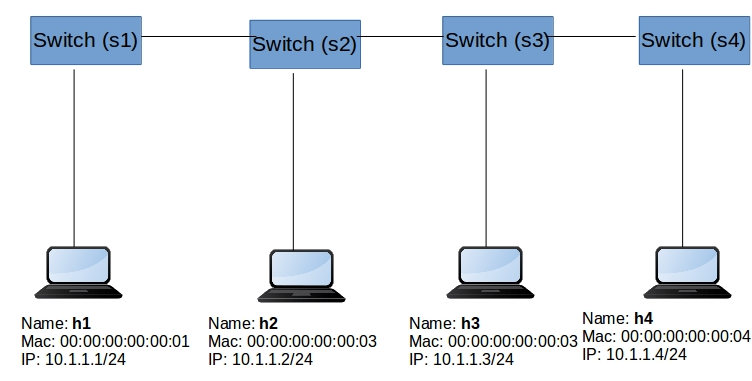 Switch (s1)
Switch (s2)
Switch (s3)
Switch (s4)
Name: h1
Mac: 00:00:00:00:00:01
IP: 10.1.1.1/24
Name: h2
Mac: 00:00:00:00:00:03
IP: 10.1.1.2/24
Name: h3
Mac: 00:00:00:00:00:03
IP: 10.1.1.3/24
Name: h4
Mac: 00:00:00:00:00:04
IP: 10.1.1.4/24